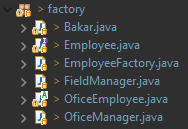 > factory
> Bakar.java
> Employee.java
> EmployeeFactory.java
> FieldManager.java
> OficeEmployee.java
> OficeManager.java